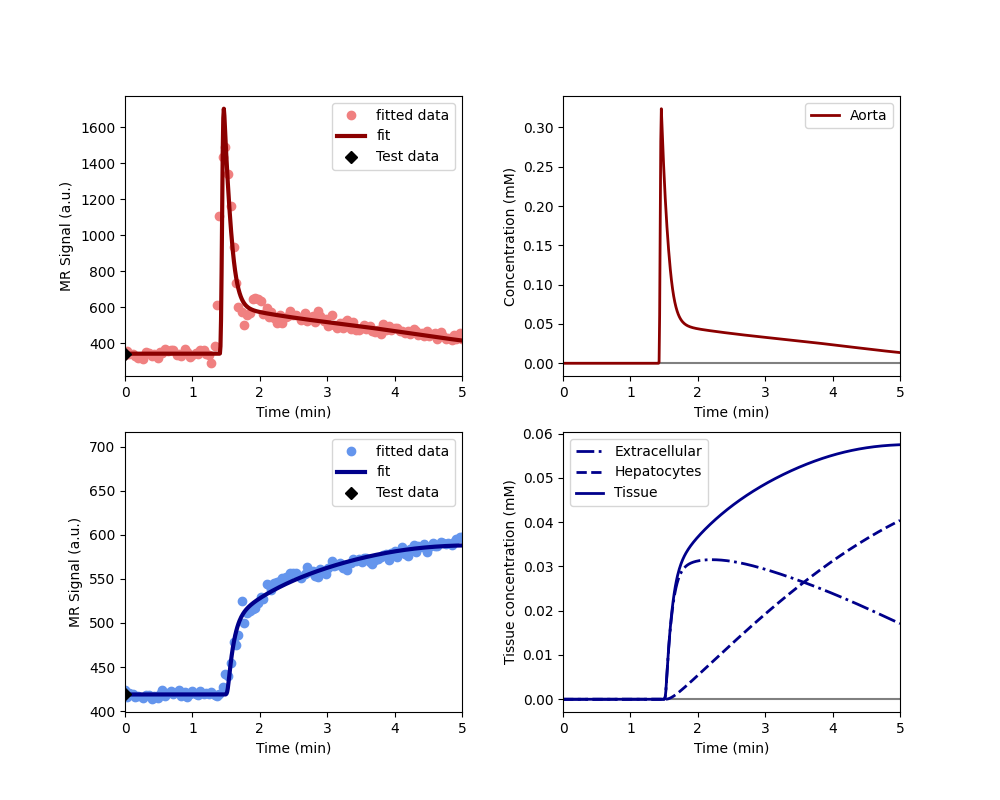 MR Signal (a.u.)
1600
1400
1200
1000
800
600
400
0 1 2 3 4 5
Time (min)
fitted data
fit
Test data
Concentration (mM)
0.30
0.25
0.20
0.15
0.10
0.05
0.00
0 1 2 3 4 5
Time (min)
Aorta
MR Signal (a.u.)
700
650
600
550
500
450
400
0 1 2 3 4 5
Time (min)
fitted data
fit
Test data
Tissue concentration (mM)
0.06
0.05
0.04
0.03
0.02
0.01
0.00
0 1 2 3 4 5
Time (min)
Extracellular
Hepatocytes
Tissue